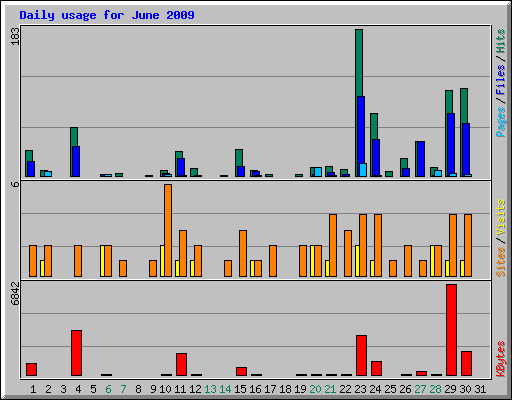 Daily usage for June 2009
183
Pages / Files / Hits
6
Sites / Visits
6842
KBytes
1 2 3 4 5 6 7 8 9 10 11 12 13 14 15 16 17 18 19 20 21 22 23 24 25 26 27 28 29 30 31